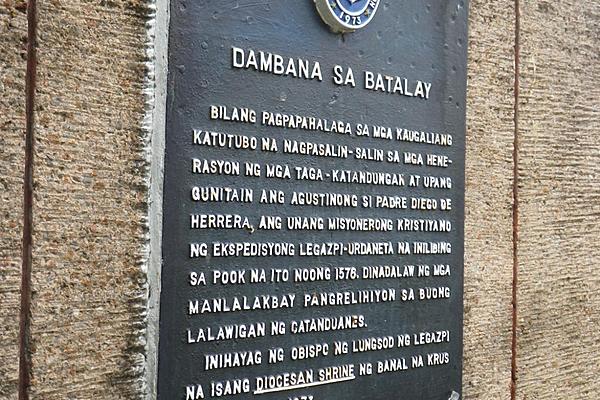 1973
DAMBANA SA BATALAY
BILANG PAGPAPAHALAGA SA MGA KAUGALIANG
KATUTUBO NA NAGPASALIN-SALIN SA MGA HENE-
RASYON NG MGA TAGA-KATANDUNGAN AT UPANG
GUNITAIN ANG AGUSTINONG SI PADRE DIEGO DE
HERRERA, ANG UNANG MISYONERONG KRISTIYANO
NG EKSPEDISYONG LEGAZPI-URDANETA NA INILIBING
SA POOK NA ITO NOONG 1576. DINADALAW NG MGA
MANLALAKBAY PANGRELIHIYON SA BUONG
LALAWIGAN NG CATANDUANES.
INIHAYAG NG OBISPO NG LUNGSOD NG LEGAZPI
NA ISANG DIOCESAN SHRINE NG BANAL NA KRUS
1973